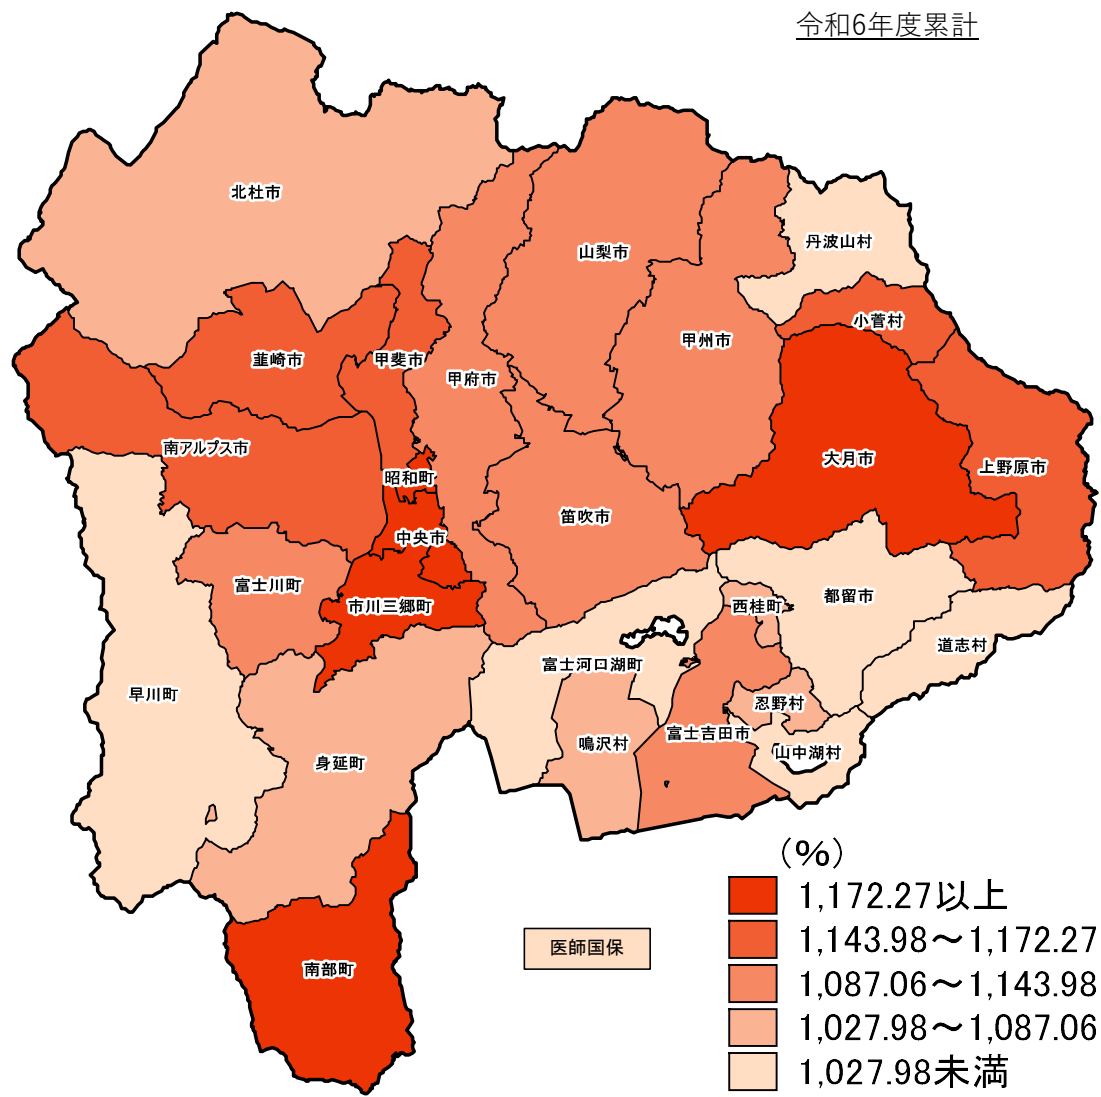 令和6年度累計
北杜市
丹波山村
山梨市
小菅村
甲州市
韮崎市
甲斐市
甲府市
南アルプス市
大月市
上野原市
昭和町
笛吹市
中央市
富士川町
市川三郷町
西桂町
都留市
道志村
富士河口湖町
早川町
忍野村
富士吉田市
鳴沢村
山中湖村
身延町
南部町
医師国保
(%)
1,172.27以上
1,143.98～1,172.27
1,087.06～1,143.98
1,027.98～1,087.06
1,027.98未満